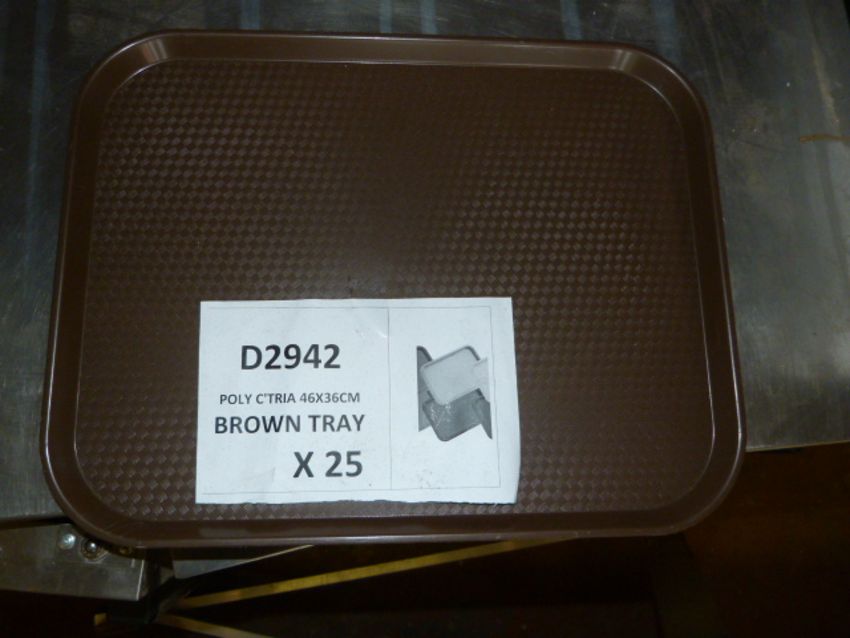 D2942
POLY C'TRIA 46X36CM
BROWN TRAY
X 25